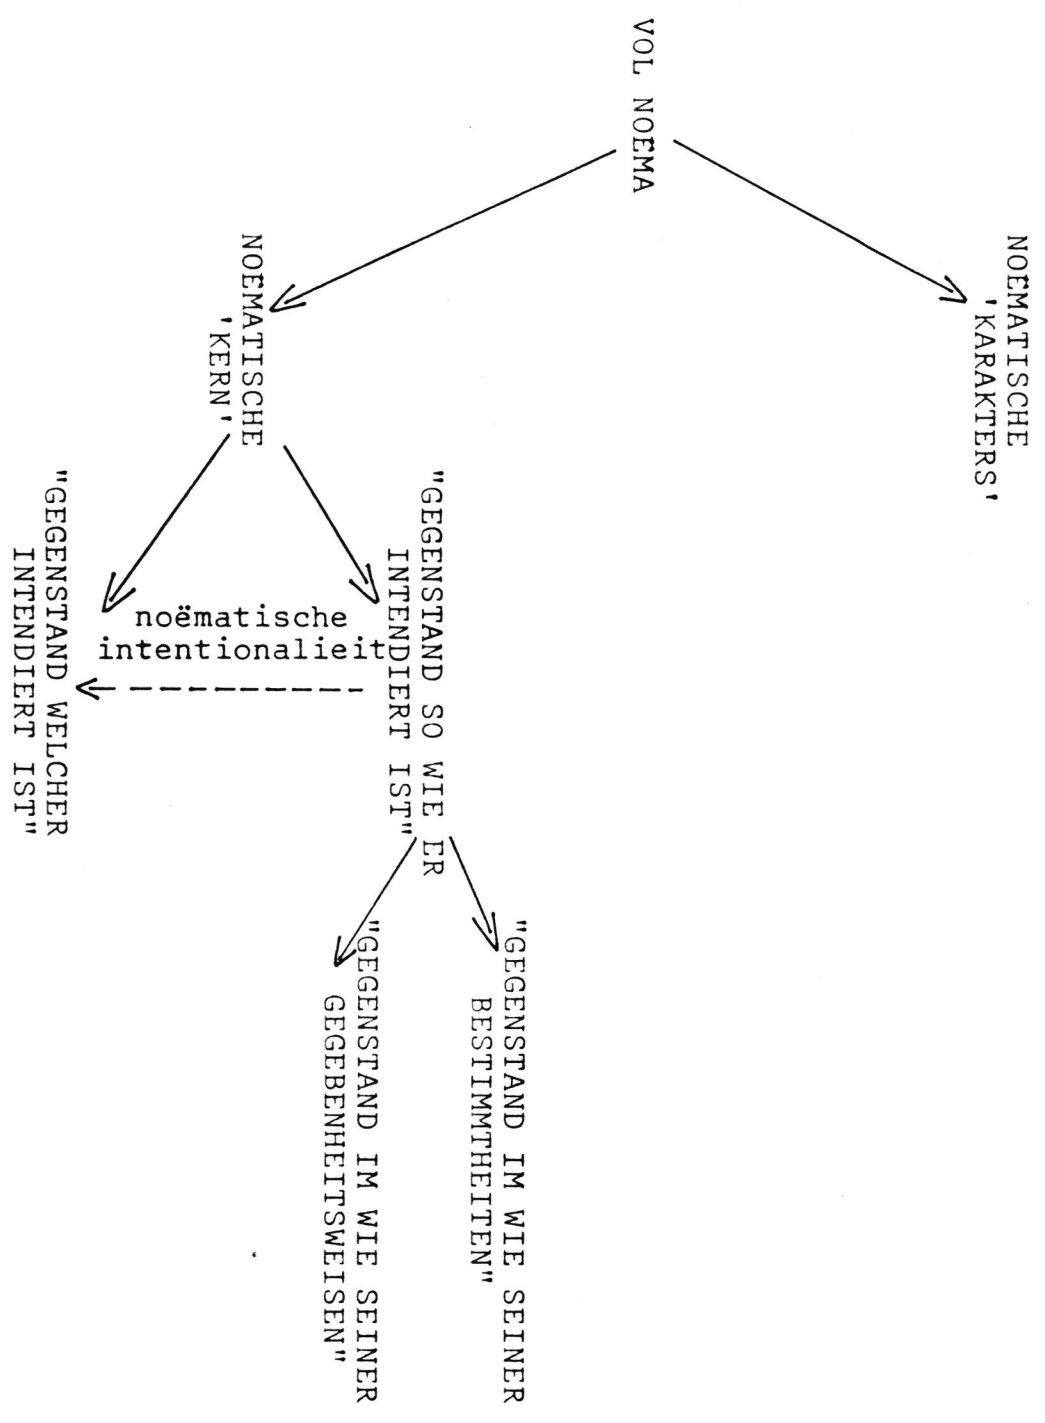 VOL NOEMA
NOEMATISCHE
'KARAKTERS'
NOEMATISCHE
'KERN'
"GEGENSTAND SO WIE ER
INTENDIERT IST"
noëmatische
intentionalieit
"GEGENSTAND WELCHER
INTENDIERT IST"
"GEGENSTAND IM WIE SEINER
BESTIMMTHEITEN"
"GEGENSTAND IM WIE SEINER
GEGEBENHEITSWEISEN"